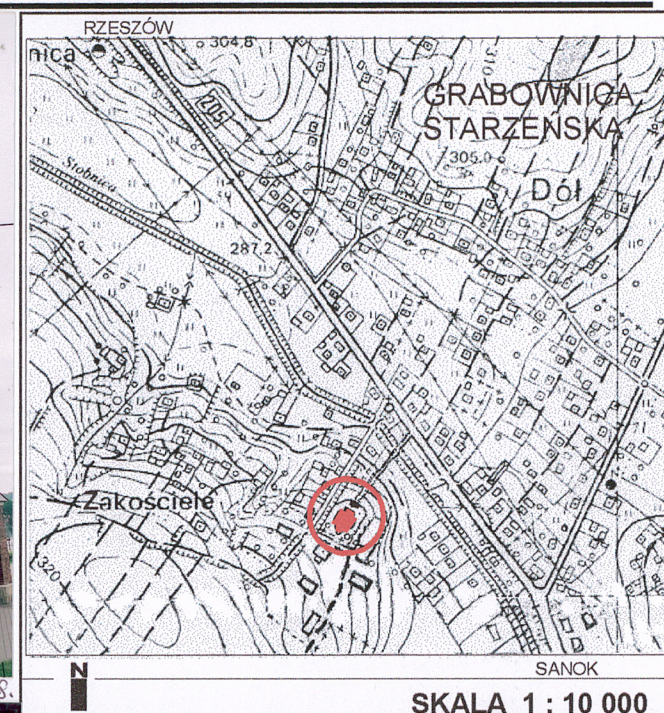 RZESZÓW
nica
304,8
205
310
GRABOWNICA
STARZEŃSKA
305.0
Dół
Stobnica
287,2
Zakościele
320
N
SANOK
SKALA 1 : 10 000
8.